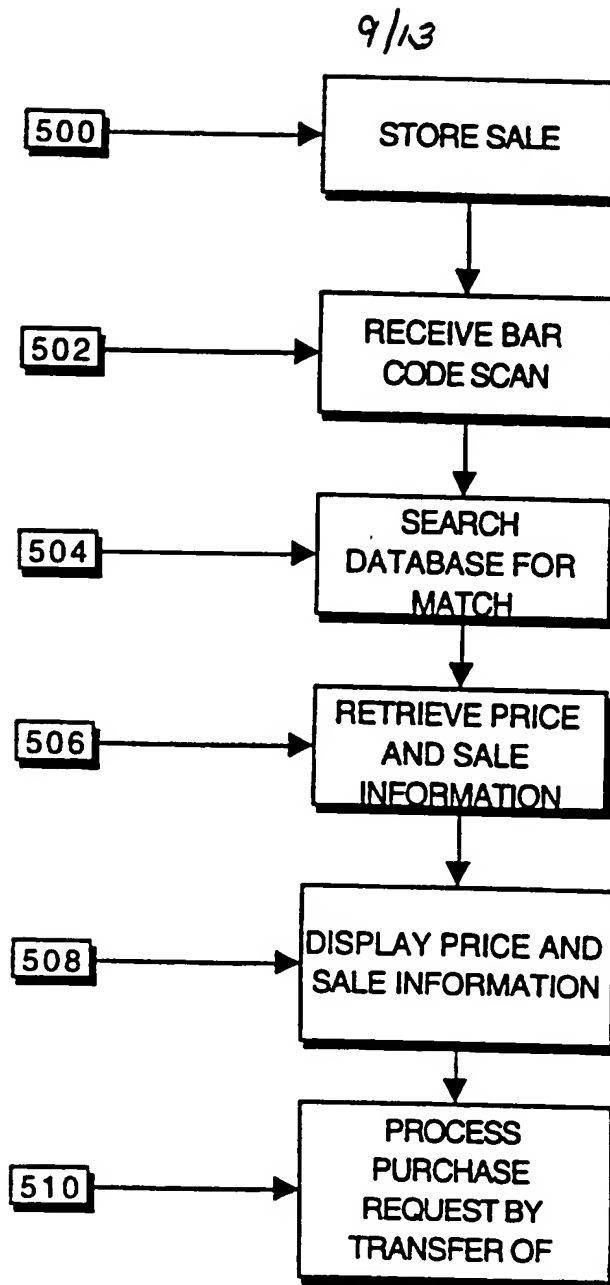 9/13
500
STORE SALE
502
RECEIVE BAR
CODE SCAN
504
SEARCH
DATABASE FOR
MATCH
506
RETRIEVE PRICE
AND SALE
INFORMATION
508
DISPLAY PRICE AND
SALE INFORMATION
510
PROCESS
PURCHASE
REQUEST BY
TRANSFER OF